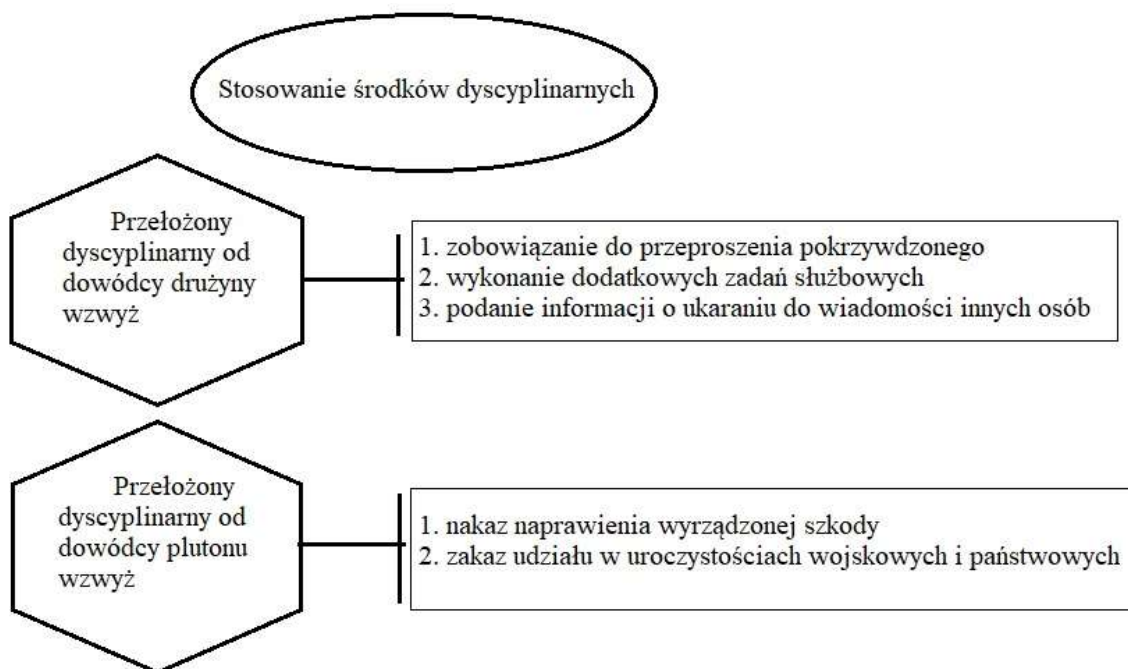 Stosowanie środków dyscyplinarnych
Przełożony
dyscyplinarny od
dowódcy drużyny
wzwyż
1. zobowiązanie do przeproszenia pokrzywdzonego
2. wykonanie dodatkowych zadań służbowych
3. podanie informacji o ukaraniu do wiadomości innych osób
Przełożony
dyscyplinarny od
dowódcy plutonu
wzwyż
1. nakaz naprawienia wyrządzonej szkody
2. zakaz udziału w uroczystościach wojskowych i państwowych